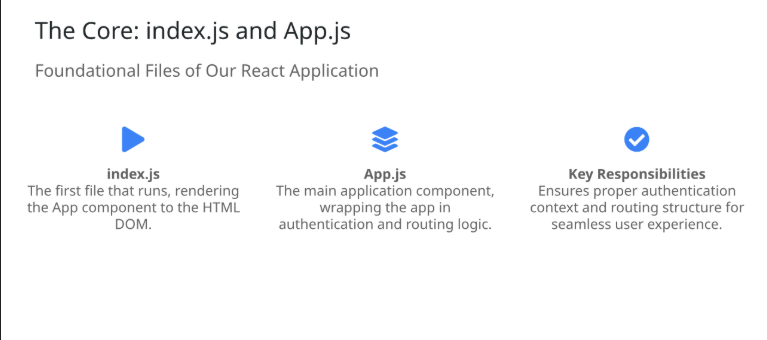 The Core: index.js and App.js
Foundational Files of Our React Application
index.js
The first file that runs, rendering
the App component to the HTML
DOM.
App.js
The main application component,
wrapping the app in
authentication and routing logic.
Key Responsibilities
Ensures proper authentication
context and routing structure for
seamless user experience.